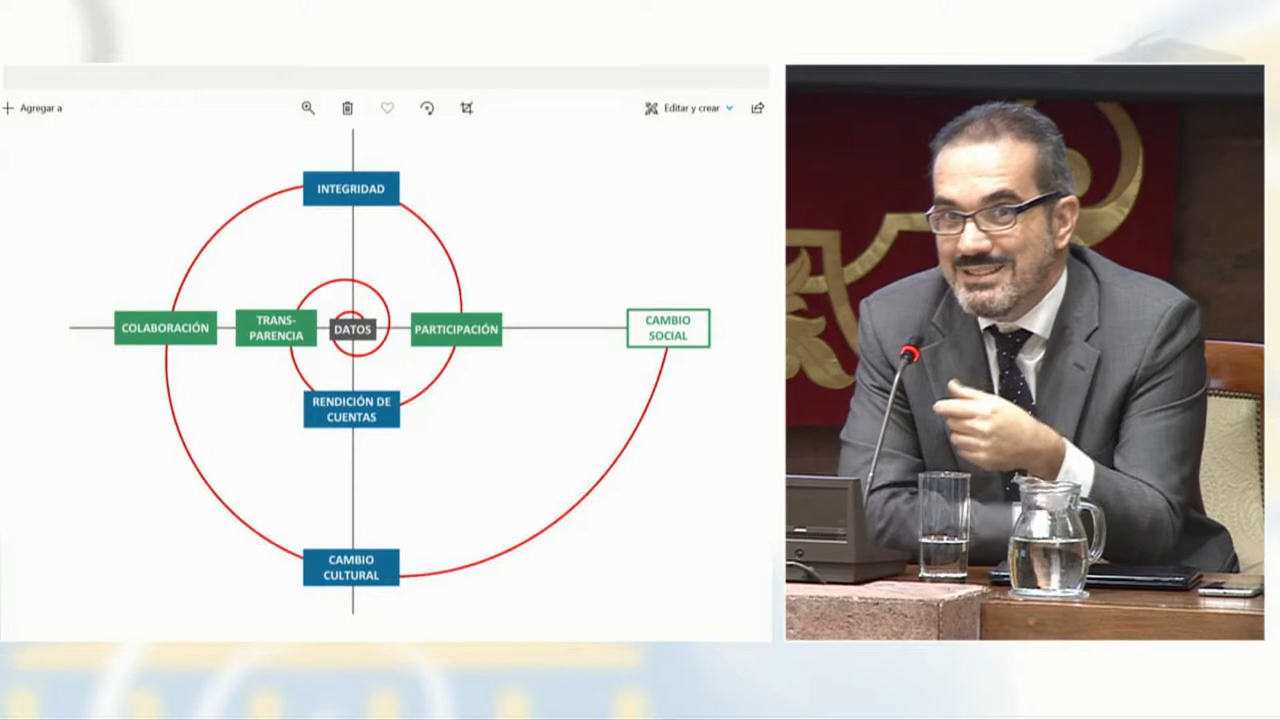 Agregar a
Editar y crear
INTEGRIDAD
COLABORACIÓN
TRANS-
PARENCIA
DATOS
PARTICIPACIÓN
CAMBIO
SOCIAL
RENDICIÓN DE
CUENTAS
CAMBIO
CULTURAL